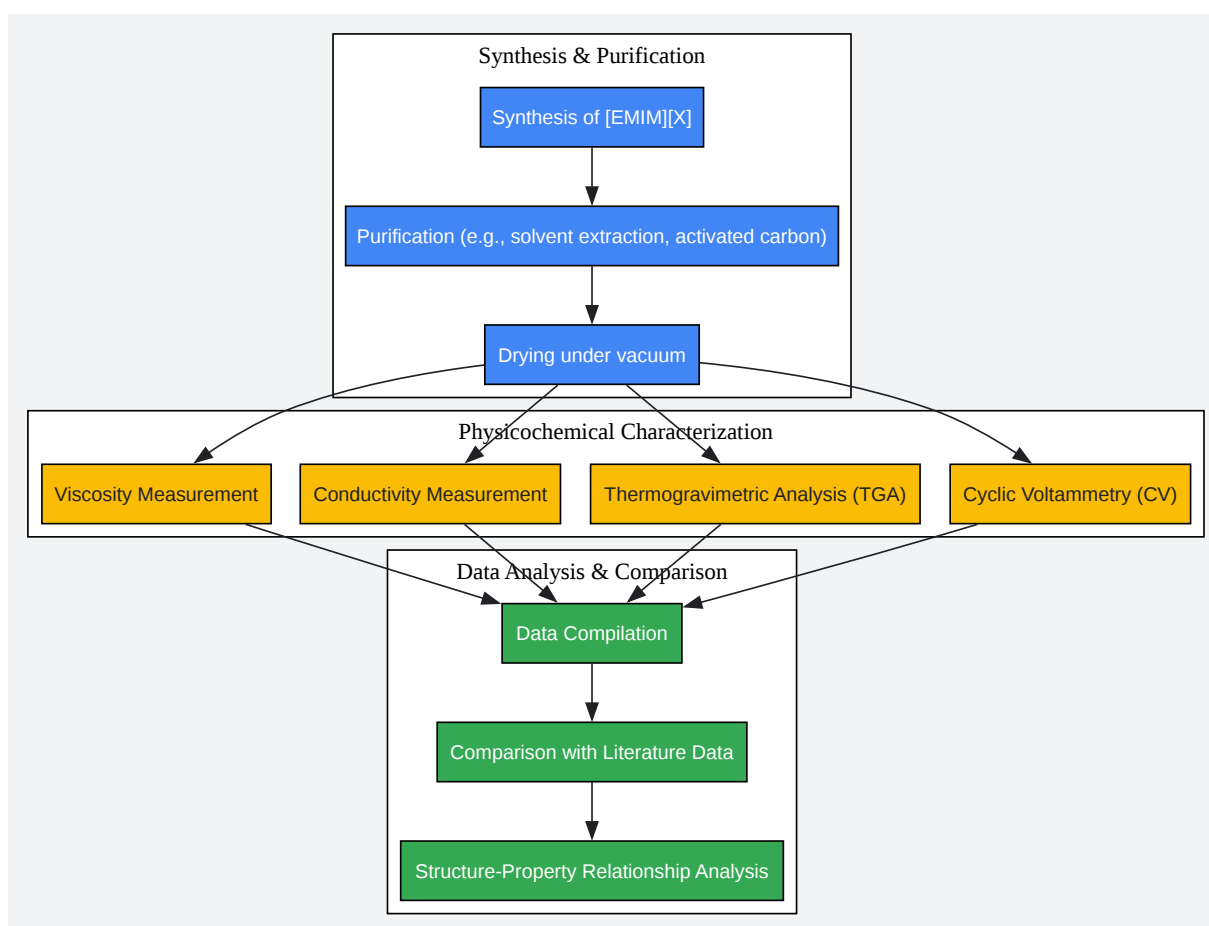 Synthesis & Purification
Synthesis of [EMIM][X]
Purification (e.g., solvent extraction, activated carbon)
Drying under vacuum
Physicochemical Characterization
Viscosity Measurement
Conductivity Measurement
Thermogravimetric Analysis (TGA)
Cyclic Voltammetry (CV)
Data Analysis & Comparison
Data Compilation
Comparison with Literature Data
Structure-Property Relationship Analysis